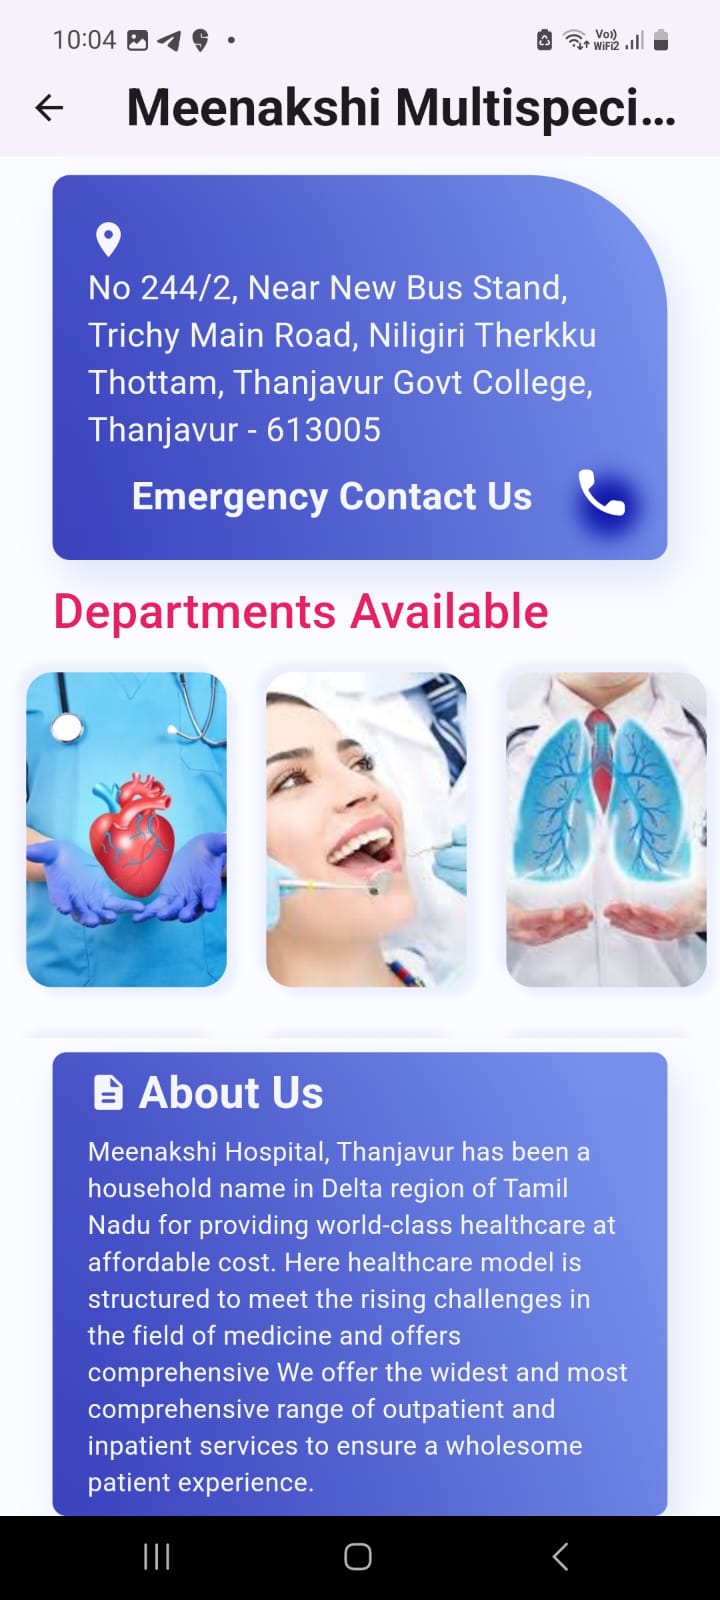 10:04
Vo))
WiFi2
Meenakshi Multispeci...
No 244/2, Near New Bus Stand,
Trichy Main Road, Niligiri Therkku
Thottam, Thanjavur Govt College,
Thanjavur - 613005
Emergency Contact Us
Departments Available
About Us
Meenakshi Hospital, Thanjavur has been a
household name in Delta region of Tamil
Nadu for providing world-class healthcare at
affordable cost. Here healthcare model is
structured to meet the rising challenges in
the field of medicine and offers
comprehensive We offer the widest and most
comprehensive range of outpatient and
inpatient services to ensure a wholesome
patient experience.